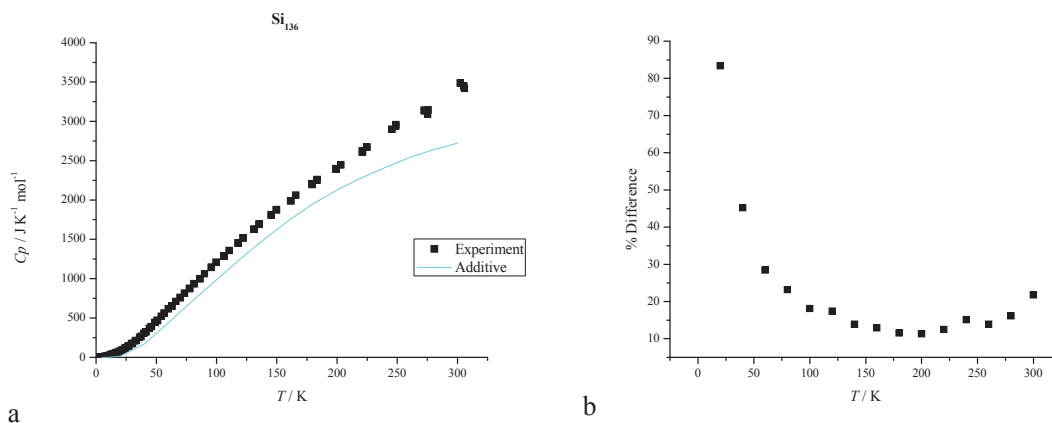 Si136
4000
3500
3000
2500
2000
1500
1000
500
0
Cp / J K-1 mol-1
0 50 100 150 200 250 300
T / K
Experiment
Additive
a
90
80
70
60
50
40
30
20
10
% Difference
0 50 100 150 200 250 300
T / K
b